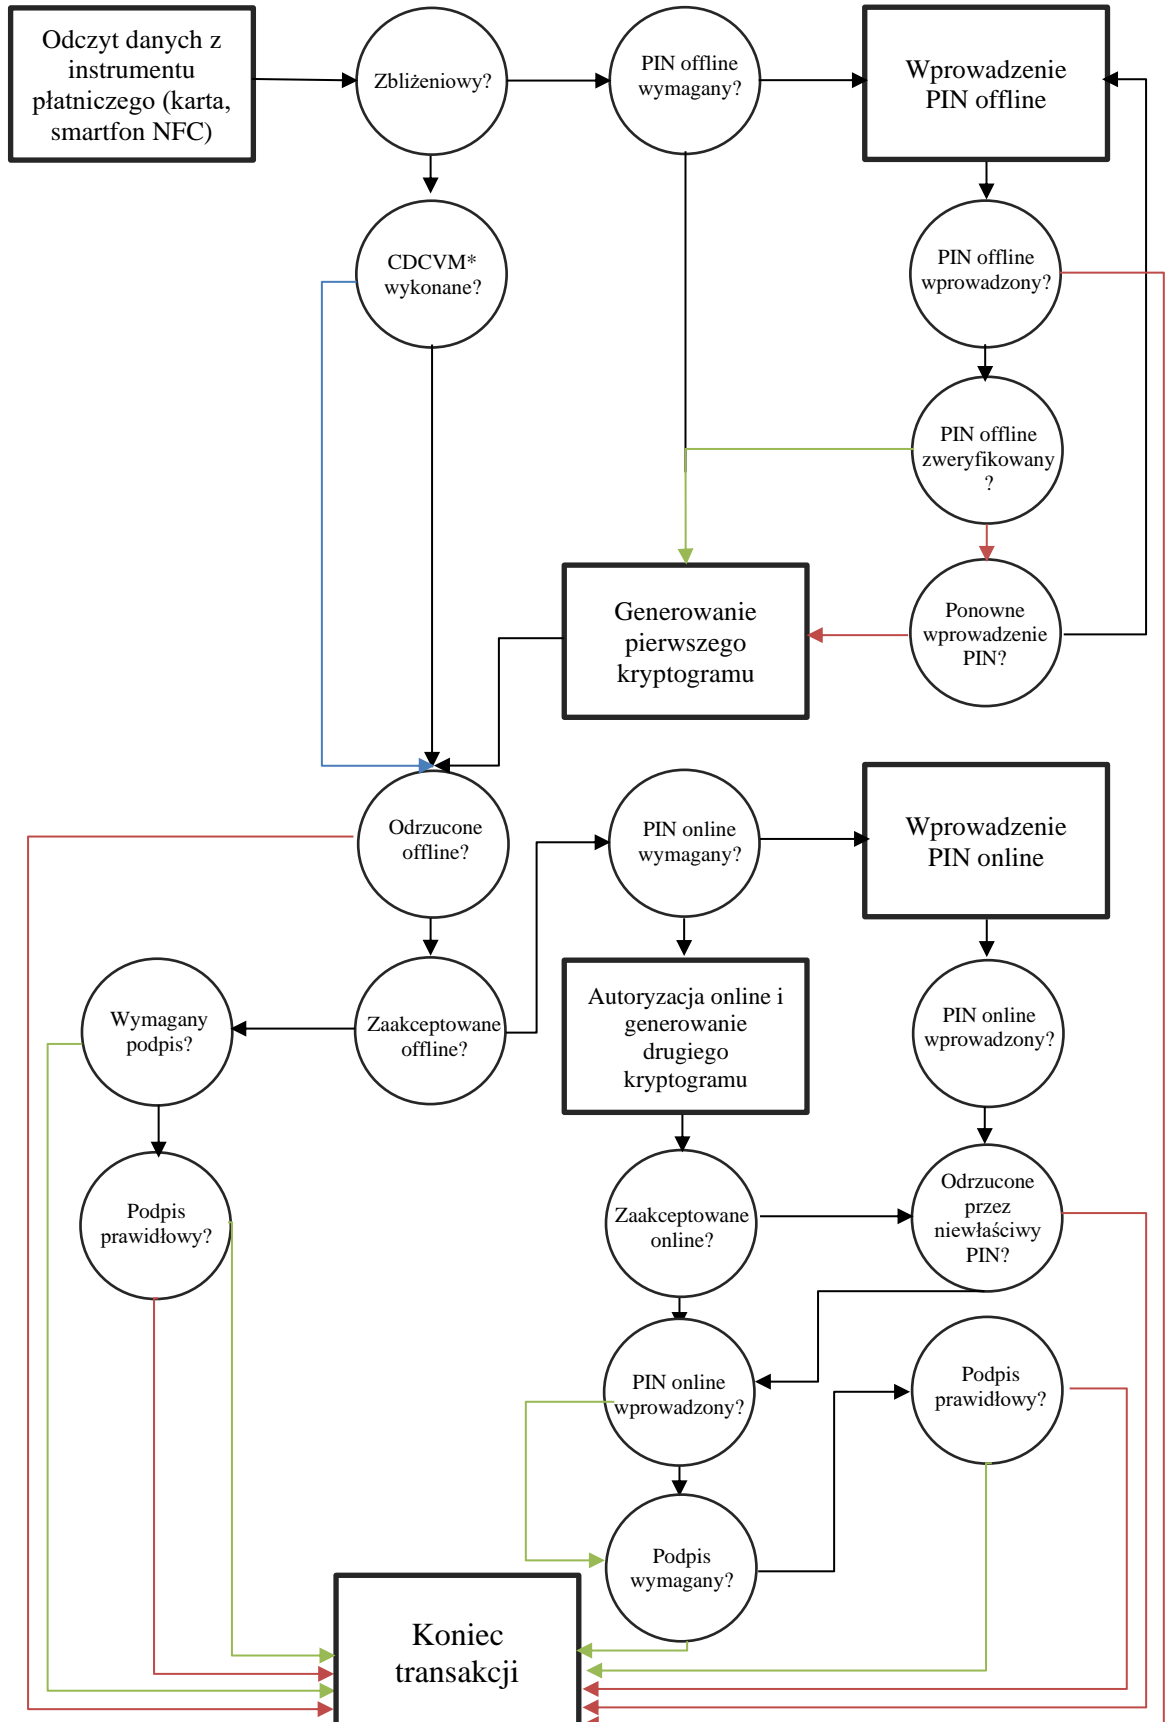 Odczyt danych z
instrumentu
płatniczego (karta,
smartfon NFC)
Zbliżeniowy?
PIN offline
wymagany?
Wprowadzenie
PIN offline
CDCVM*
wykonane?
PIN offline
wprowadzony?
PIN offline
zweryfikowany
?
Generowanie
pierwszego
kryptogramu
Ponowne
wprowadzenie
PIN?
Odrzucone
offline?
PIN online
wymagany?
Wprowadzenie
PIN online
Wymagany
podpis?
Zaakceptowane
offline?
Autoryzacja online i
generowanie
drugiego
kryptogramu
PIN online
wprowadzony?
Podpis
prawidłowy?
Zaakceptowane
online?
Odrzucone
przez
niewłaściwy
PIN?
PIN online
wprowadzony?
Podpis
prawidłowy?
Podpis
wymagany?
Koniec
transakcji